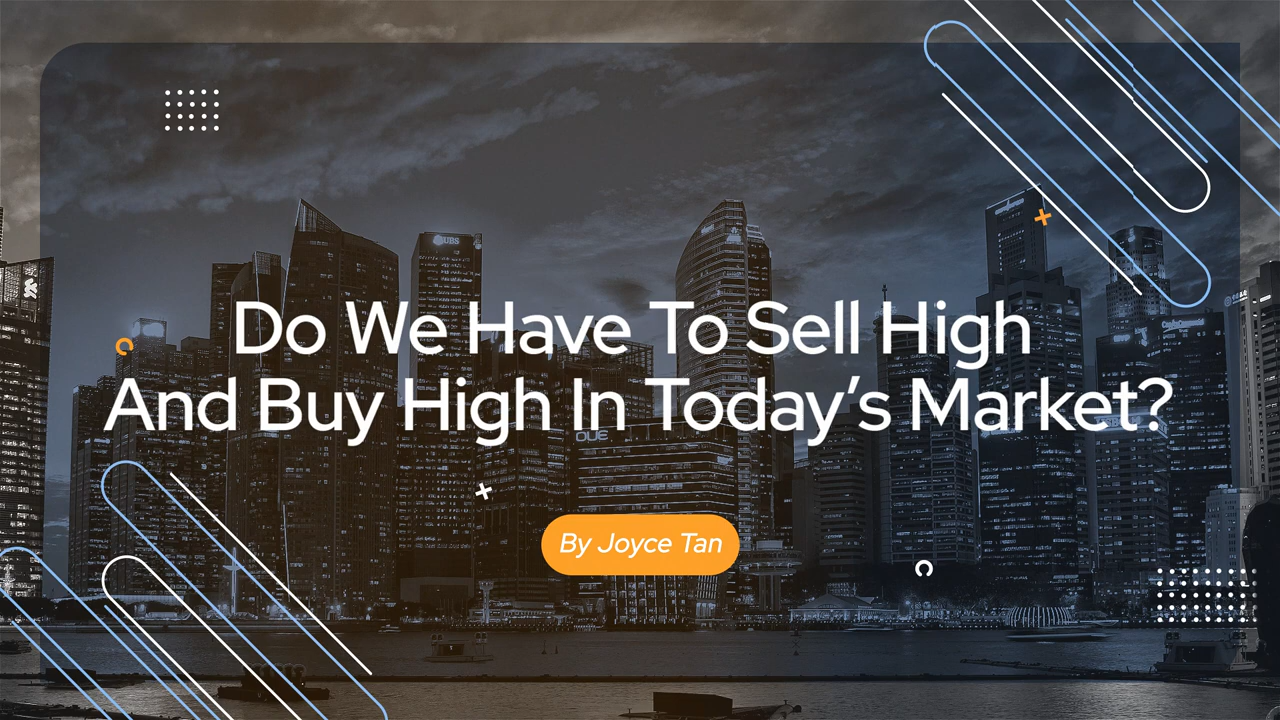 UBS
Do We Have To Sell High
And Buy High In Today's Market?
OUE
By Joyce Tan